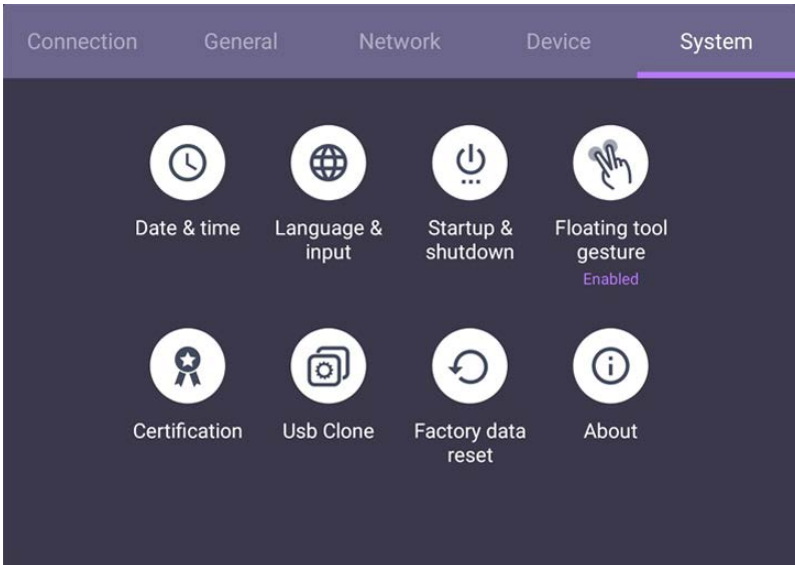 Connection General Network Device System
Date & time Language & Startup & Floating tool
input shutdown gesture
Enabled
Certification Usb Clone Factory data About
reset